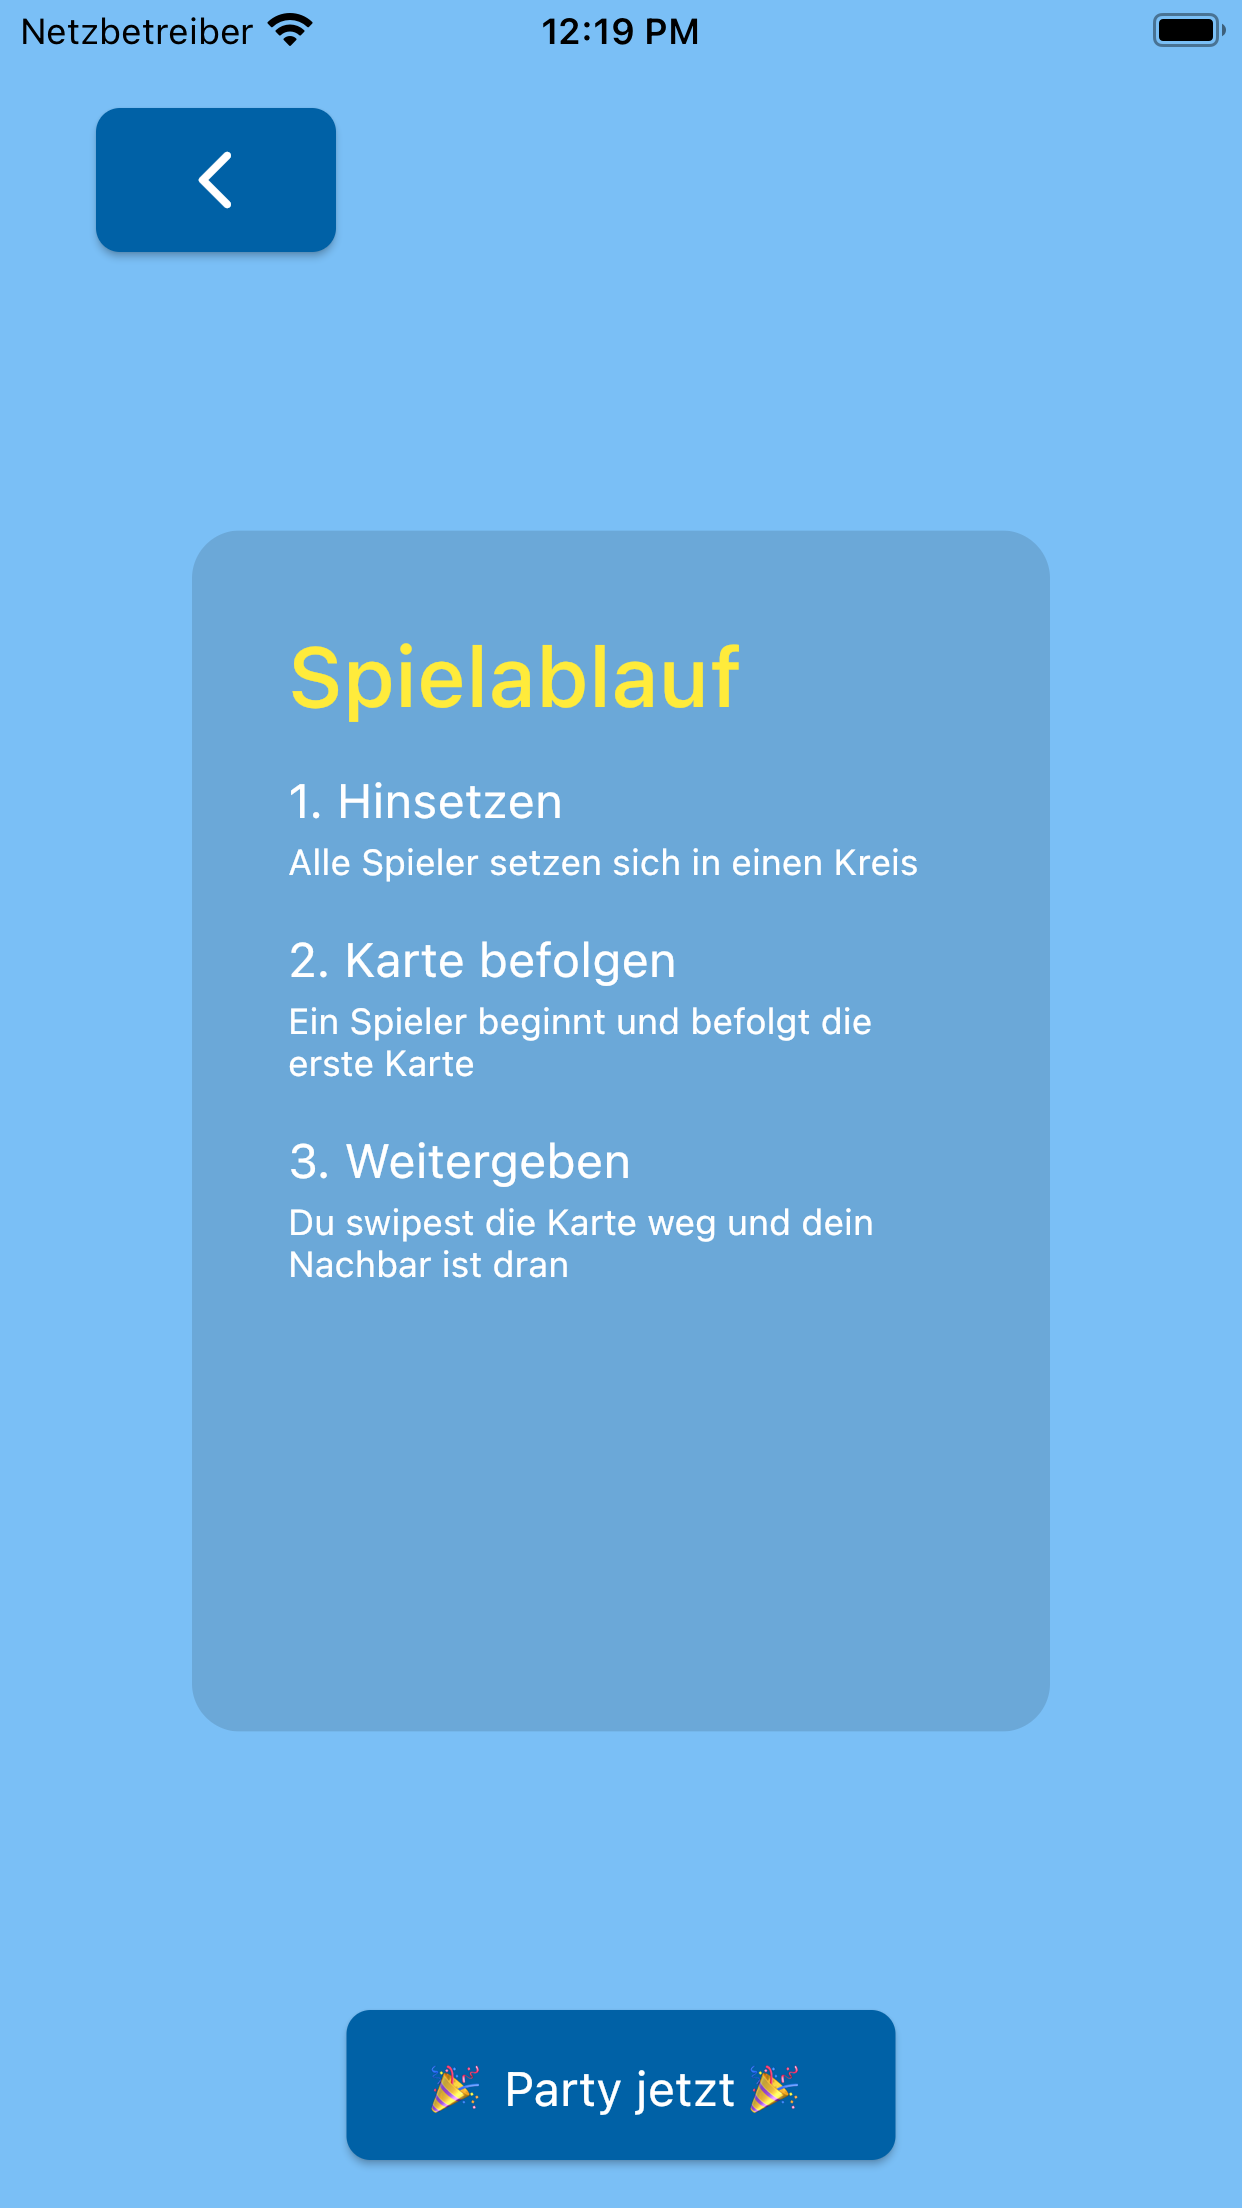 Netzbetreiber 12:19 PM
Spielablauf
1. Hinsetzen
Alle Spieler setzen sich in einen Kreis
2. Karte befolgen
Ein Spieler beginnt und befolgt die
erste Karte
3. Weitergeben
Du swipest die Karte weg und dein
Nachbar ist dran
🎉 Party jetzt 🎉